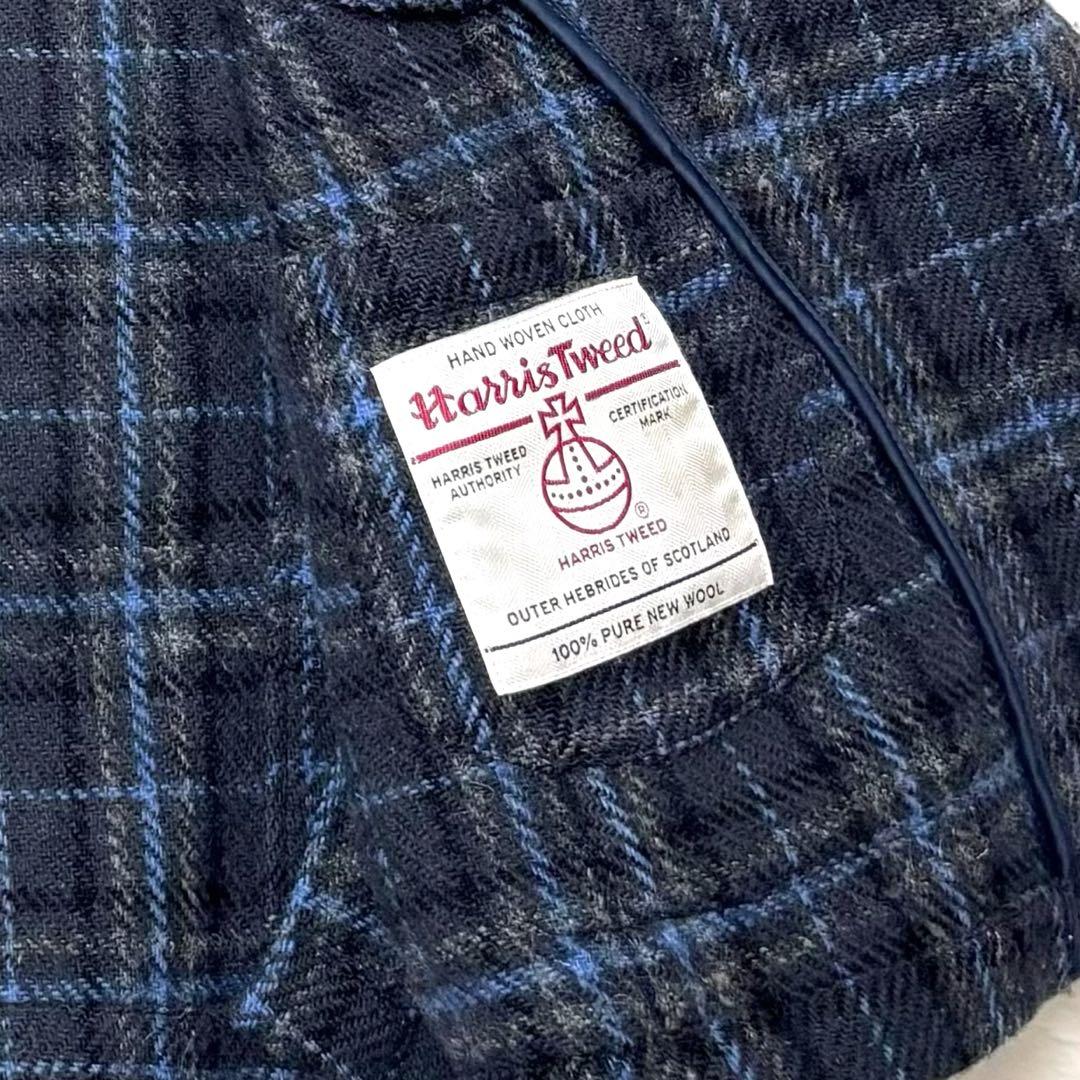 HAND WOVEN CLOTH
Harris Tweed
HARRIS TWEED
AUTHORITY
CERTIFICATION
MARK
®
HARRIS TWEED
OUTER HEBRIDES OF SCOTLAND
100% PURE NEW WOOL